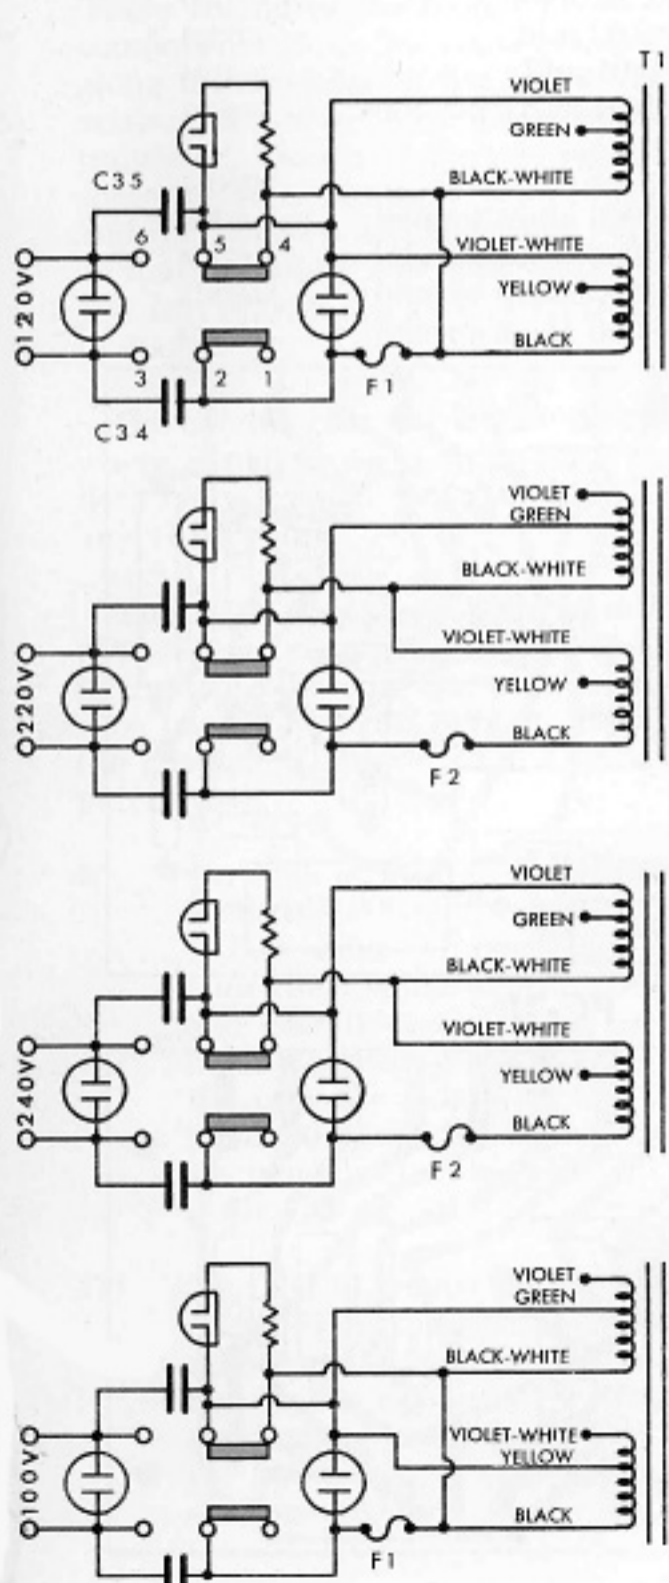 T1
VIOLET
GREEN
BLACK-WHITE
C35
6
5
4
VIOLET-WHITE
YELLOW
120V
BLACK
3
2
1
F1
C34
VIOLET
GREEN
BLACK-WHITE
VIOLET-WHITE
220V
YELLOW
BLACK
F2
VIOLET
GREEN
BLACK-WHITE
VIOLET-WHITE
240V
YELLOW
BLACK
F2
VIOLET
GREEN
BLACK-WHITE
VIOLET-WHITE
YELLOW
100V
BLACK
F1